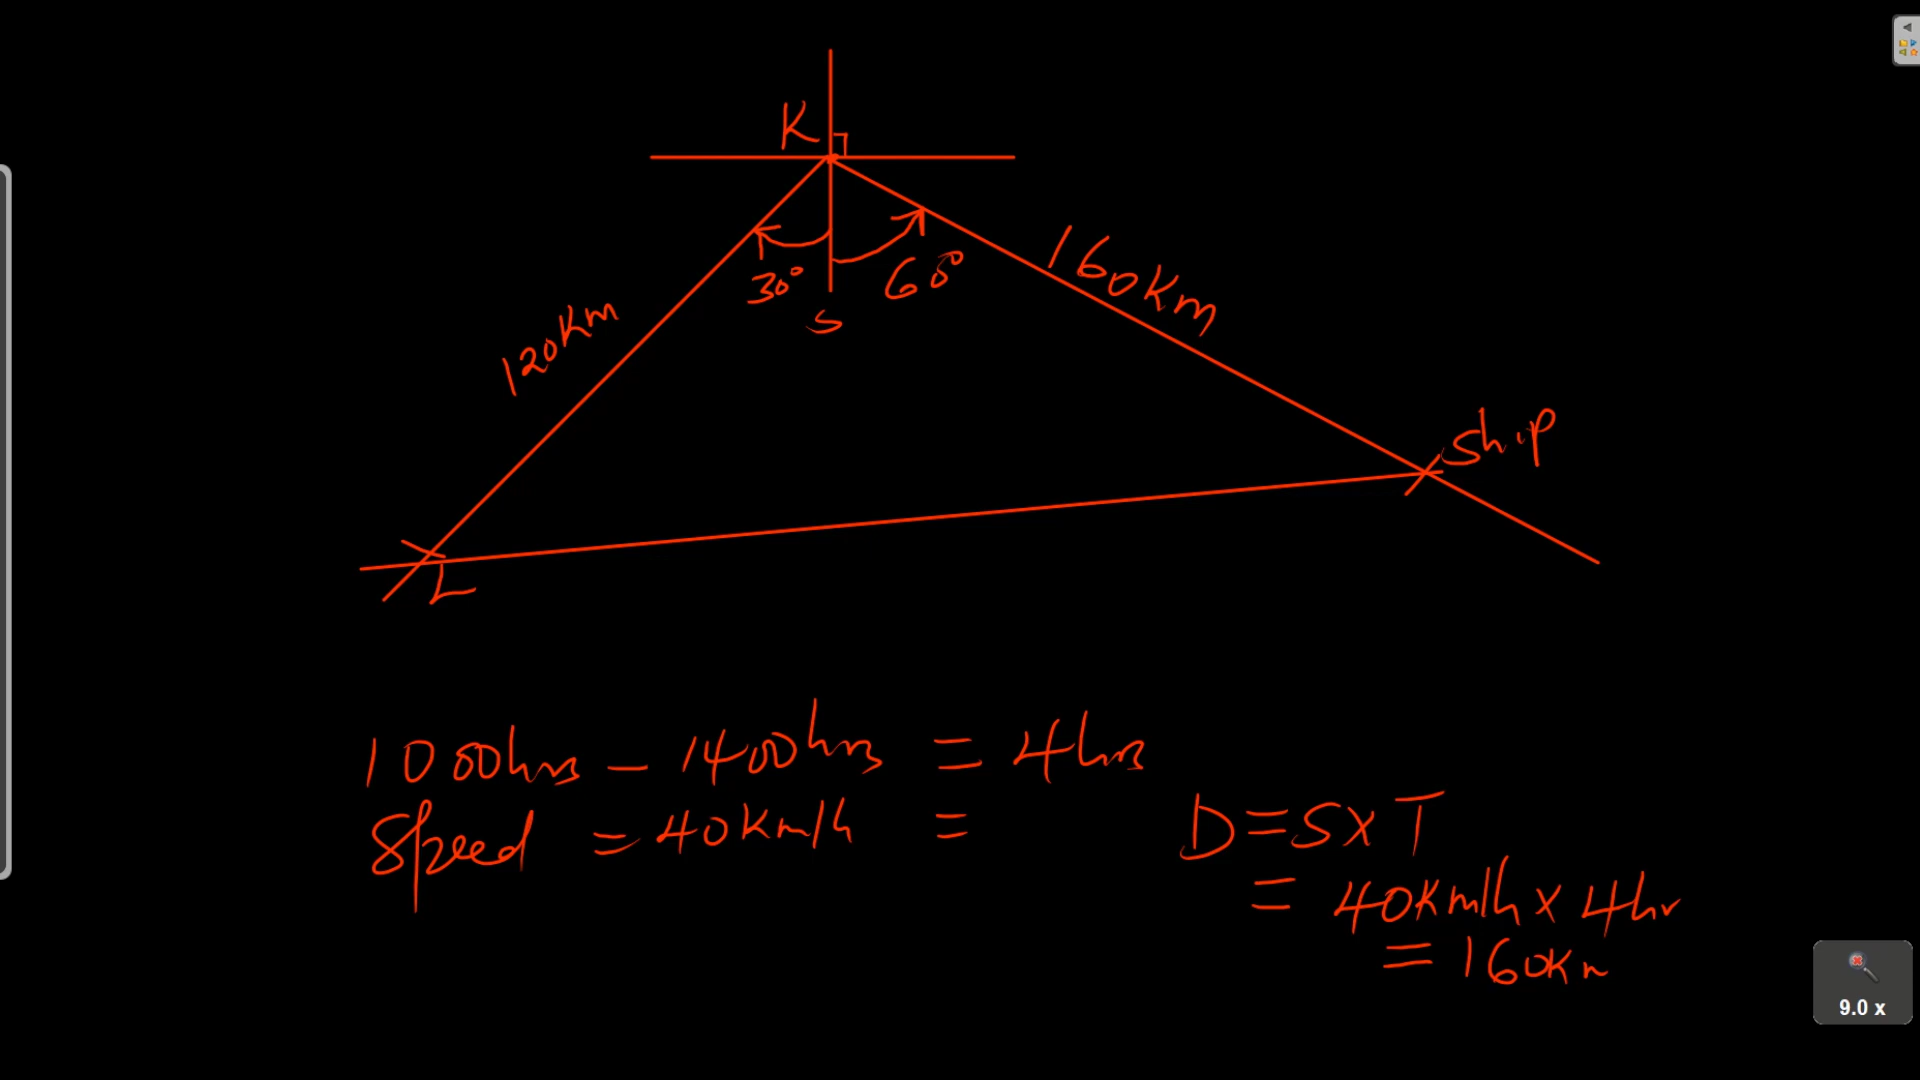 K
30°
60°
S
120Km
160Km
Ship
L
1000hrs - 1400hrs = 4hrs
Speed = 40Km/h =
D = S x T
= 40Km/h x 4hr
= 160Km
9.0 x